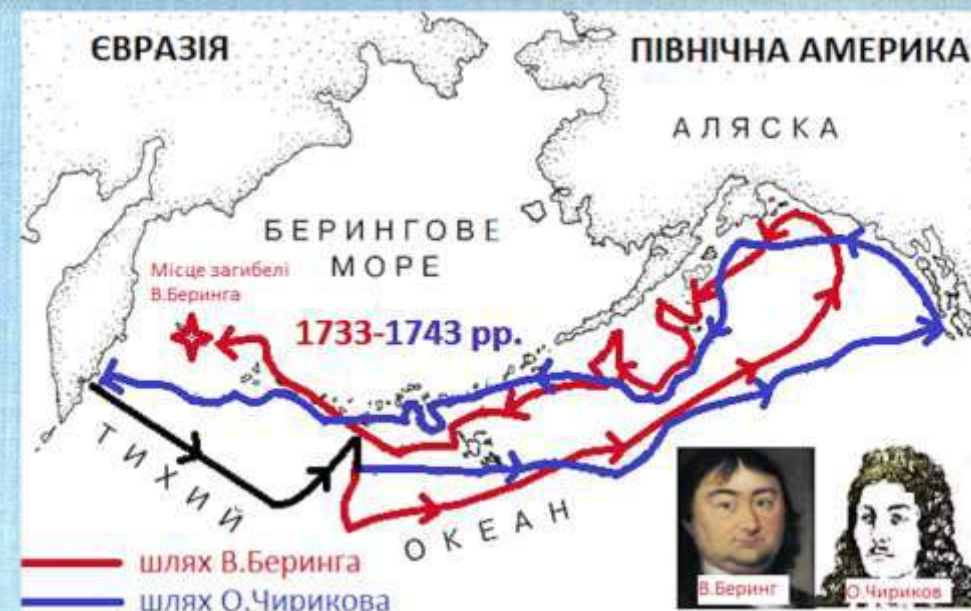 ЄВРАЗІЯ
ПІВНІЧНА АМЕРИКА
АЛЯСКА
БЕРИНГОВЕ
МОРЕ
Місце загибелі
В.Беринга
1733-1743 рр.
ТИХИЙ
ОКЕАН
шлях В.Беринга
шлях О.Чирикова
В.Беринг
О.Чириков